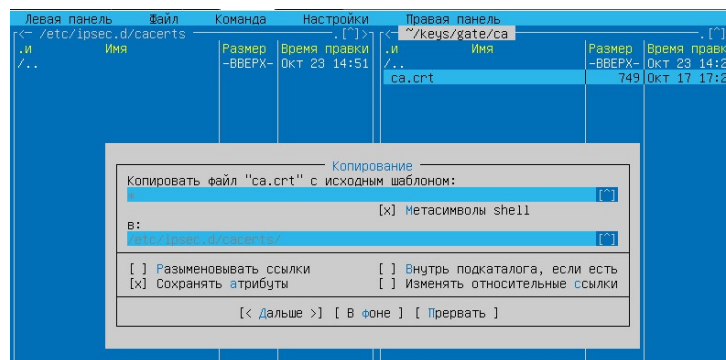 Левая панель Файл Команда Настройки Правая панель
<— /etc/ipsec.d/cacerts .[^]> <— ~/keys/gate/ca .[^]
.и Имя Размер Время правки .и Имя Размер Время правк
/.. -ВВЕРХ- Окт 23 14:51 /.. -ВВЕРХ- Окт 23 14:2
ca.crt 749 Окт 17 17:2
Копирование
Копировать файл "ca.crt" с исходным шаблоном:
* [^]
[x] Метасимволы shell
в:
/etc/ipsec.d/cacerts/ [^]
[ ] Разыменовывать ссылки [ ] Внутрь подкаталога, если есть
[x] Сохранять атрибуты [ ] Изменять относительные ссылки
[< Дальше >] [ В фоне ] [ Прервать ]